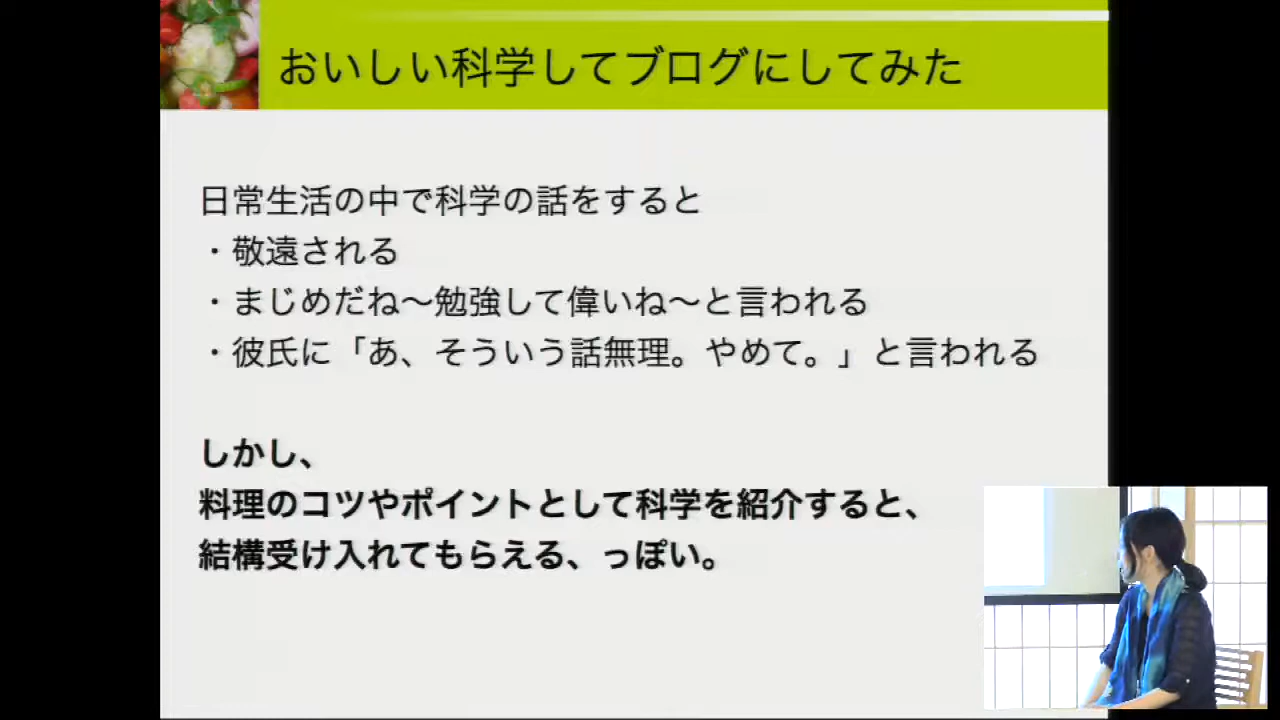 おいしい科学してブログにしてみた
日常生活の中で科学の話をすると
・敬遠される
・まじめだね〜勉強して偉いね〜と言われる
・彼氏に「あ、そういう話無理。やめて。」と言われる
しかし、
料理のコツやポイントとして科学を紹介すると、
結構受け入れてもらえる、っぽい。